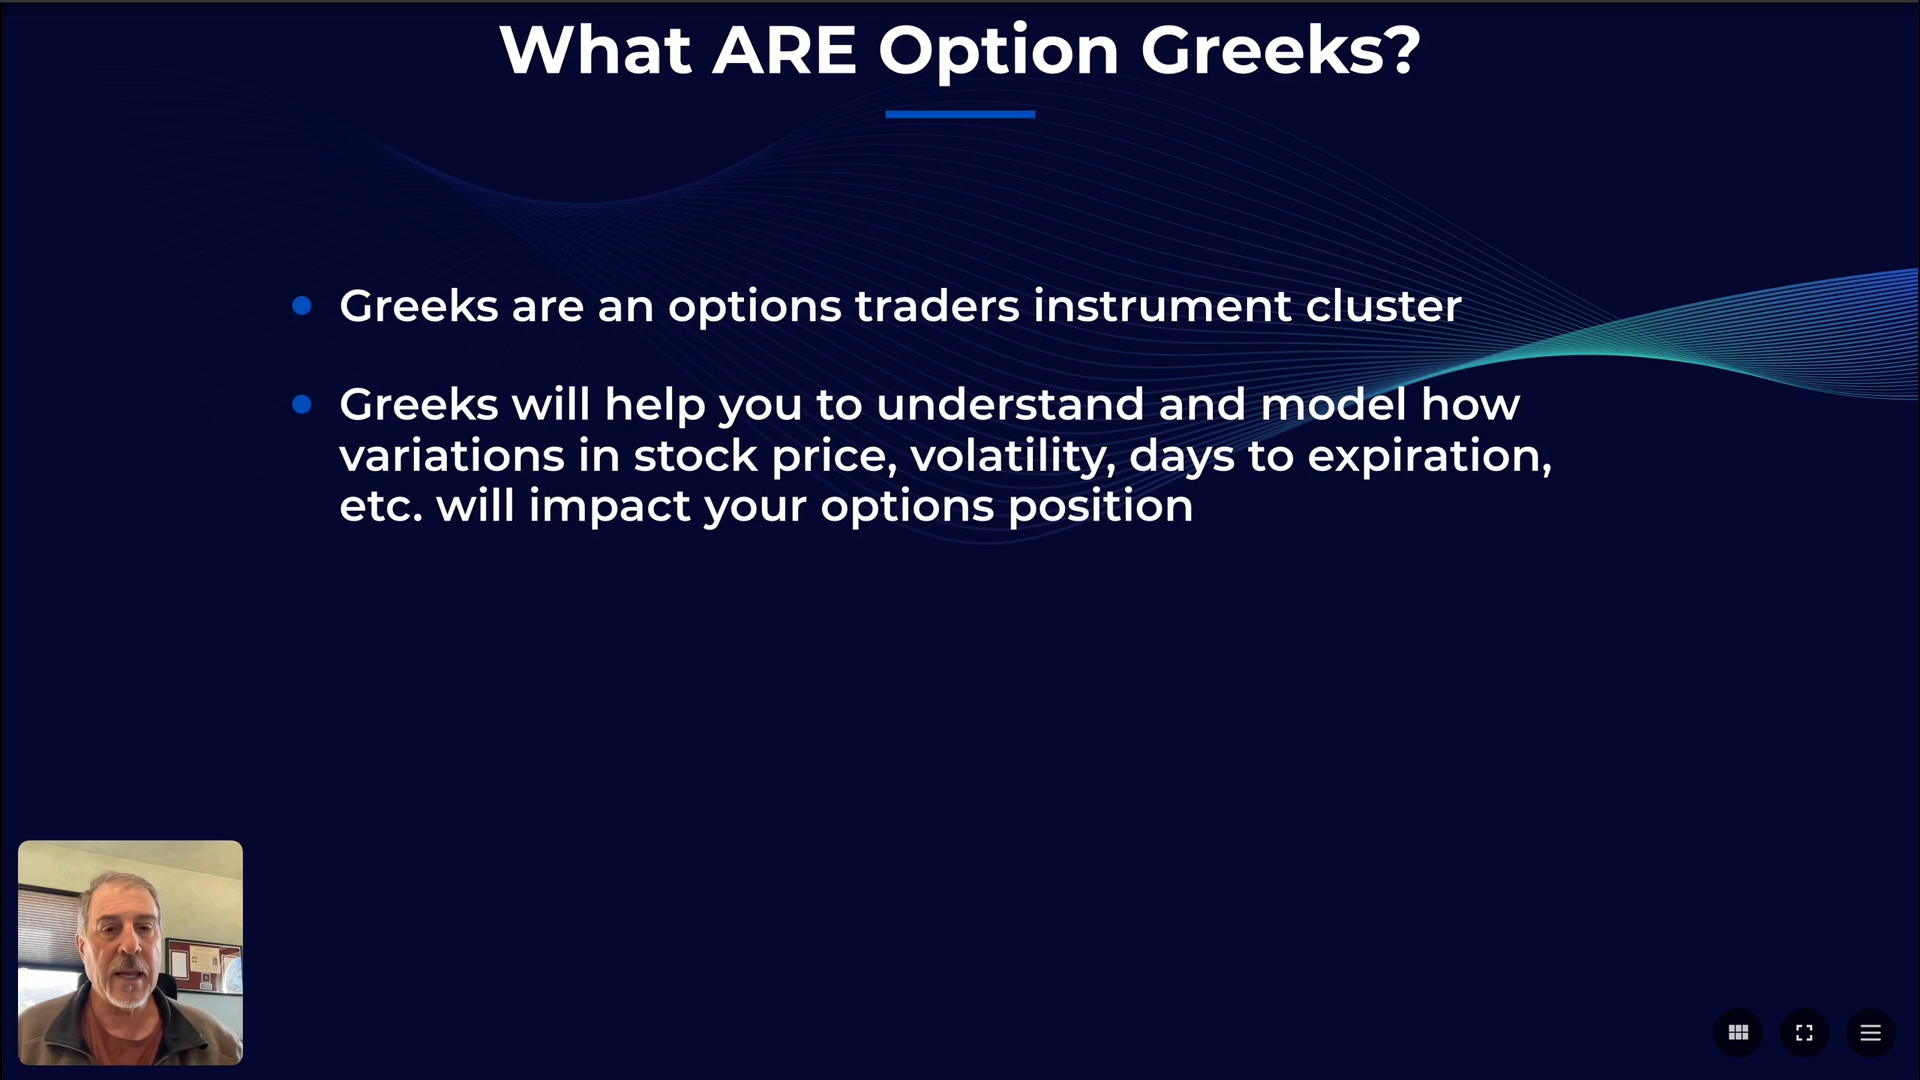 What ARE Option Greeks?
Greeks are an options traders instrument cluster
Greeks will help you to understand and model how
variations in stock price, volatility, days to expiration,
etc. will impact your options position